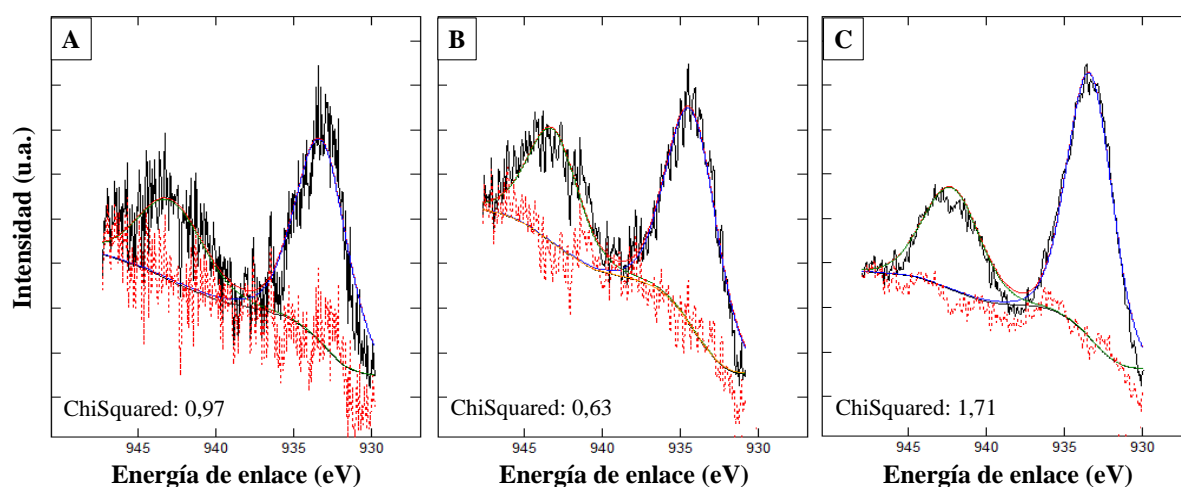 A
B
C
Intensidad (u.a.)
ChiSquared: 0,97
ChiSquared: 0,63
ChiSquared: 1,71
945 940 935 930
945 940 935 930
945 940 935 930
Energía de enlace (eV)
Energía de enlace (eV)
Energía de enlace (eV)